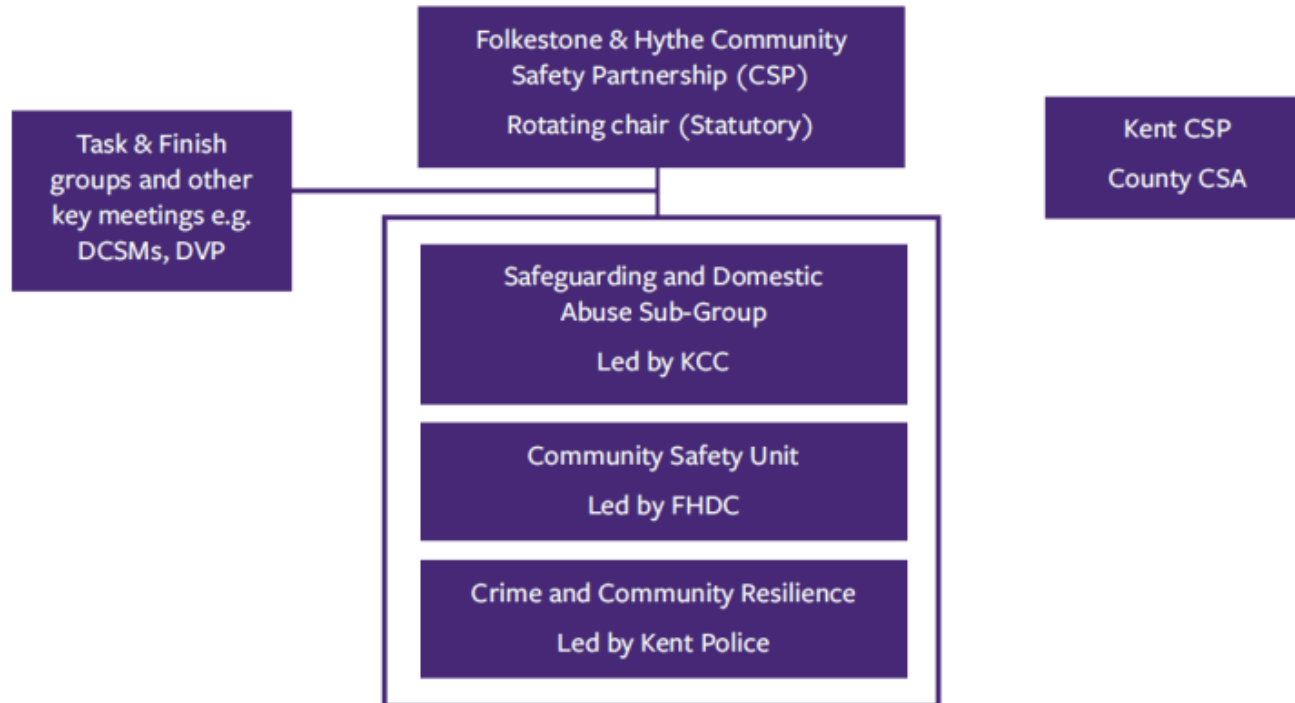 Folkestone & Hythe Community
Safety Partnership (CSP)
Rotating chair (Statutory)
Task & Finish
groups and other
key meetings e.g.
DCSMs, DVP
Kent CSP
County CSA
Safeguarding and Domestic
Abuse Sub-Group
Led by KCC
Community Safety Unit
Led by FHDC
Crime and Community Resilience
Led by Kent Police